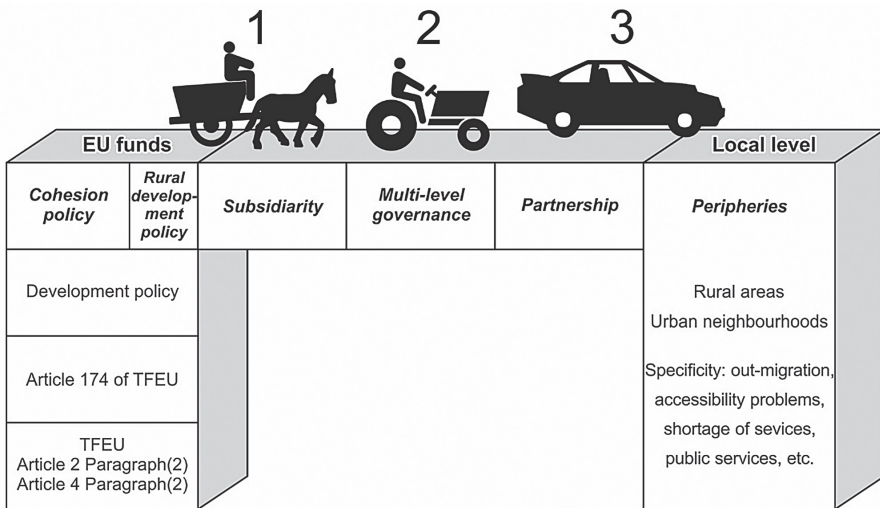 1
2
3
EU funds
Local level
Cohesion
policy
Rural
develop-
ment
policy
Subsidiarity
Multi-level
governance
Partnership
Peripheries
Development policy
Article 174 of TFEU
TFEU
Article 2 Paragraph(2)
Article 4 Paragraph(2)
Rural areas
Urban neighbourhoods
Specificity: out-migration,
accessibility problems,
shortage of sevices,
public services, etc.